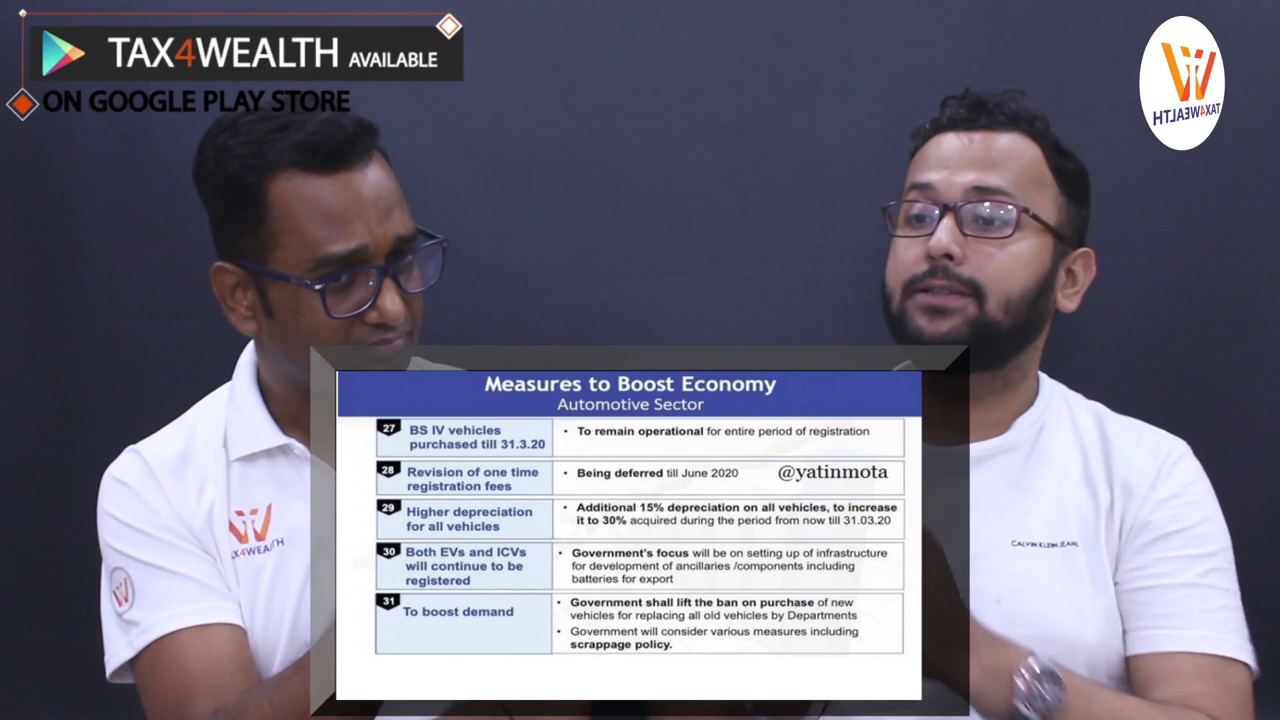 TAX4WEALTH AVAILABLE
ON GOOGLE PLAY STORE
TAX4WEALTH
Measures to Boost Economy
Automotive Sector
27
BS IV vehicles
purchased till 31.3.20
• To remain operational for entire period of registration
28
Revision of one time
registration fees
• Being deferred till June 2020
@yatinmota
29
Higher depreciation
for all vehicles
• Additional 15% depreciation on all vehicles, to increase
it to 30% acquired during the period from now till 31.03.20
30
Both EVs and ICVs
will continue to be
registered
• Government's focus will be on setting up of infrastructure
for development of ancillaries /components including
batteries for export
31
To boost demand
• Government shall lift the ban on purchase of new
vehicles for replacing all old vehicles by Departments
• Government will consider various measures including
scrappage policy.
AX4WEALTH
CALVIN KLEIN JEANS